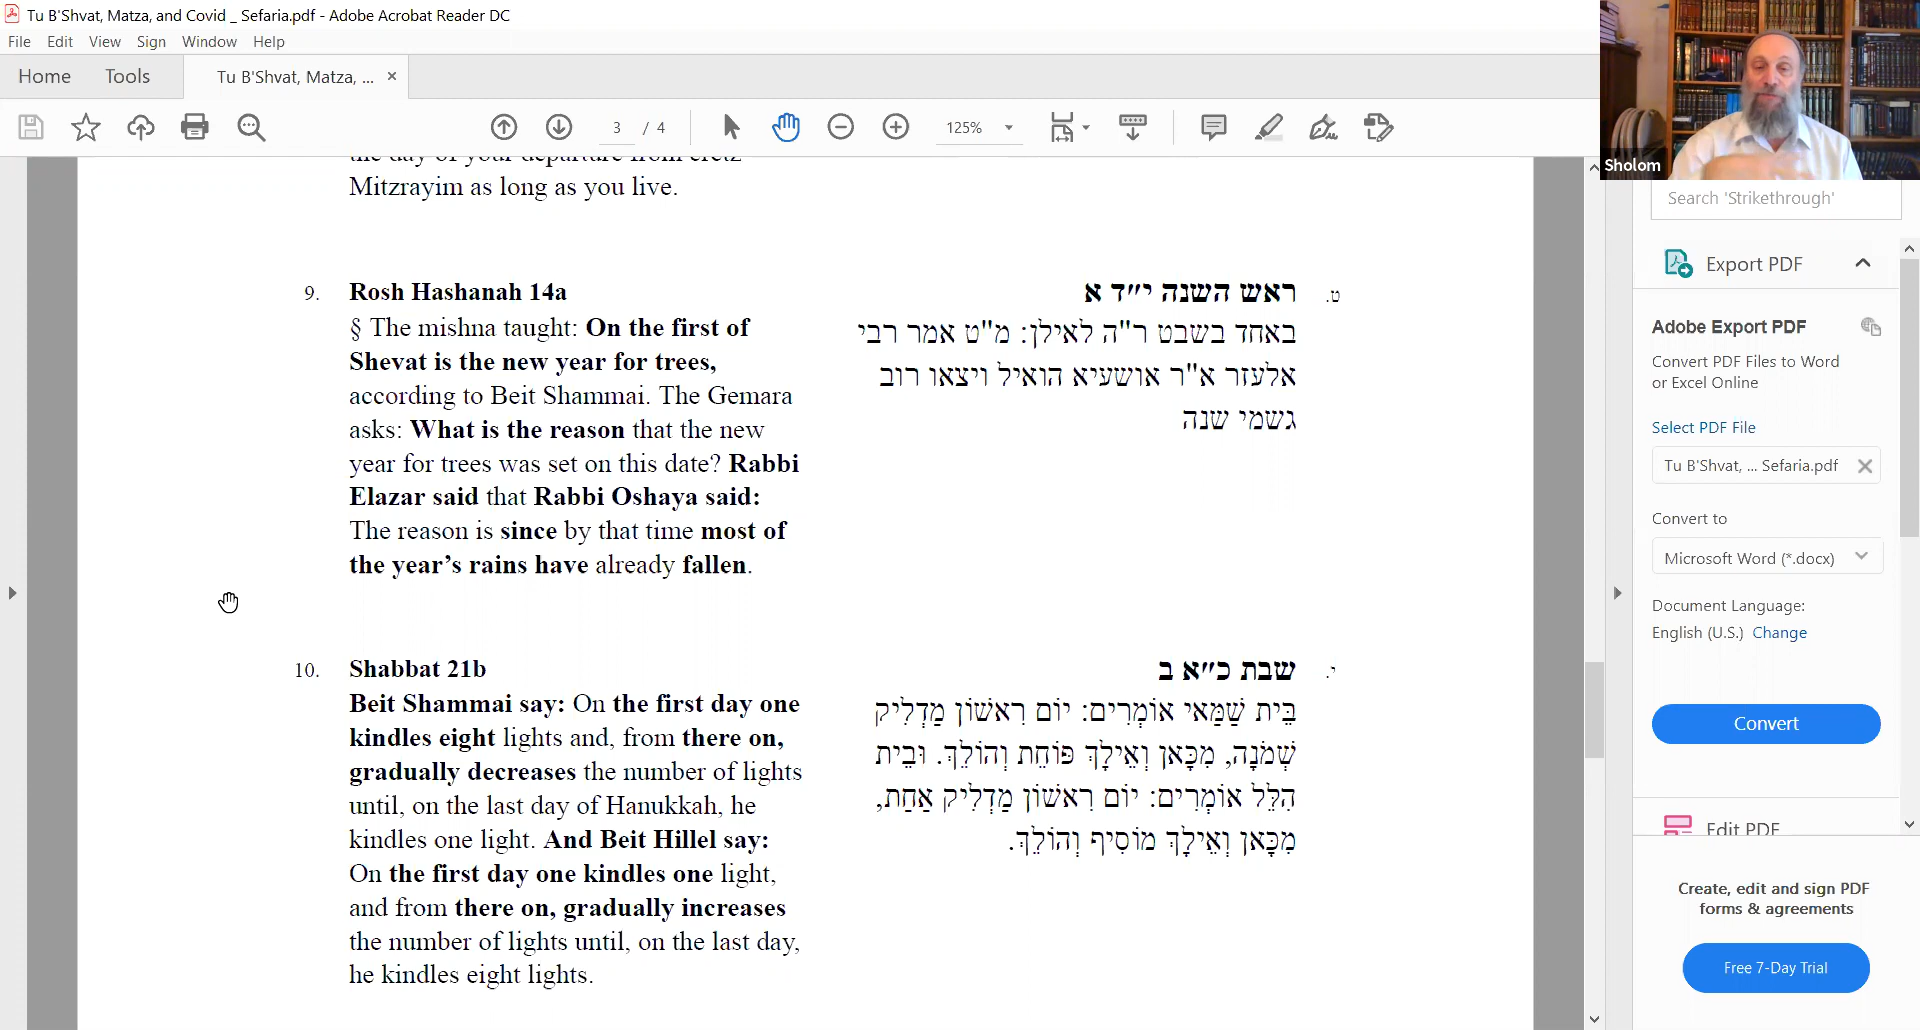 Tu B'Shvat, Matza, and Covid _ Sefaria.pdf - Adobe Acrobat Reader DC
File Edit View Sign Window Help
Home Tools Tu B'Shvat, Matza, ... ×
3 / 4 125%
Sholom
the day of your departure from eretz
Mitzrayim as long as you live.
9. Rosh Hashanah 14a
§ The mishna taught: On the first of
Shevat is the new year for trees,
according to Beit Shammai. The Gemara
asks: What is the reason that the new
year for trees was set on this date? Rabbi
Elazar said that Rabbi Oshaya said:
The reason is since by that time most of
the year's rains have already fallen.
ט. ראש השנה י״ד א
באחד בשבט ר"ה לאילן: מ"ט אמר רבי
אלעזר א"ר אושעיא הואיל ויצאו רוב
גשמי שנה
10. Shabbat 21b
Beit Shammai say: On the first day one
kindles eight lights and, from there on,
gradually decreases the number of lights
until, on the last day of Hanukkah, he
kindles one light. And Beit Hillel say:
On the first day one kindles one light,
and from there on, gradually increases
the number of lights until, on the last day,
he kindles eight lights.
י. שבת כ״א ב
בֵּית שַׁמַּאי אוֹמְרִים: יוֹם רִאשׁוֹן מַדְלִיק
שְׁמֹנָה, מִכָּאן וְאֵילָךְ פּוֹחֵת וְהוֹלֵךְ. וּבֵית
הִלֵּל אוֹמְרִים: יוֹם רִאשׁוֹן מַדְלִיק אַחַת,
מִכָּאן וְאֵילָךְ מוֹסִיף וְהוֹלֵךְ.
Search 'Strikethrough'
Export PDF
Adobe Export PDF
Convert PDF Files to Word
or Excel Online
Select PDF File
Tu B'Shvat, ... Sefaria.pdf
Convert to
Microsoft Word (*.docx)
Document Language:
English (U.S.) Change
Convert
Edit PDF
Create, edit and sign PDF
forms & agreements
Free 7-Day Trial